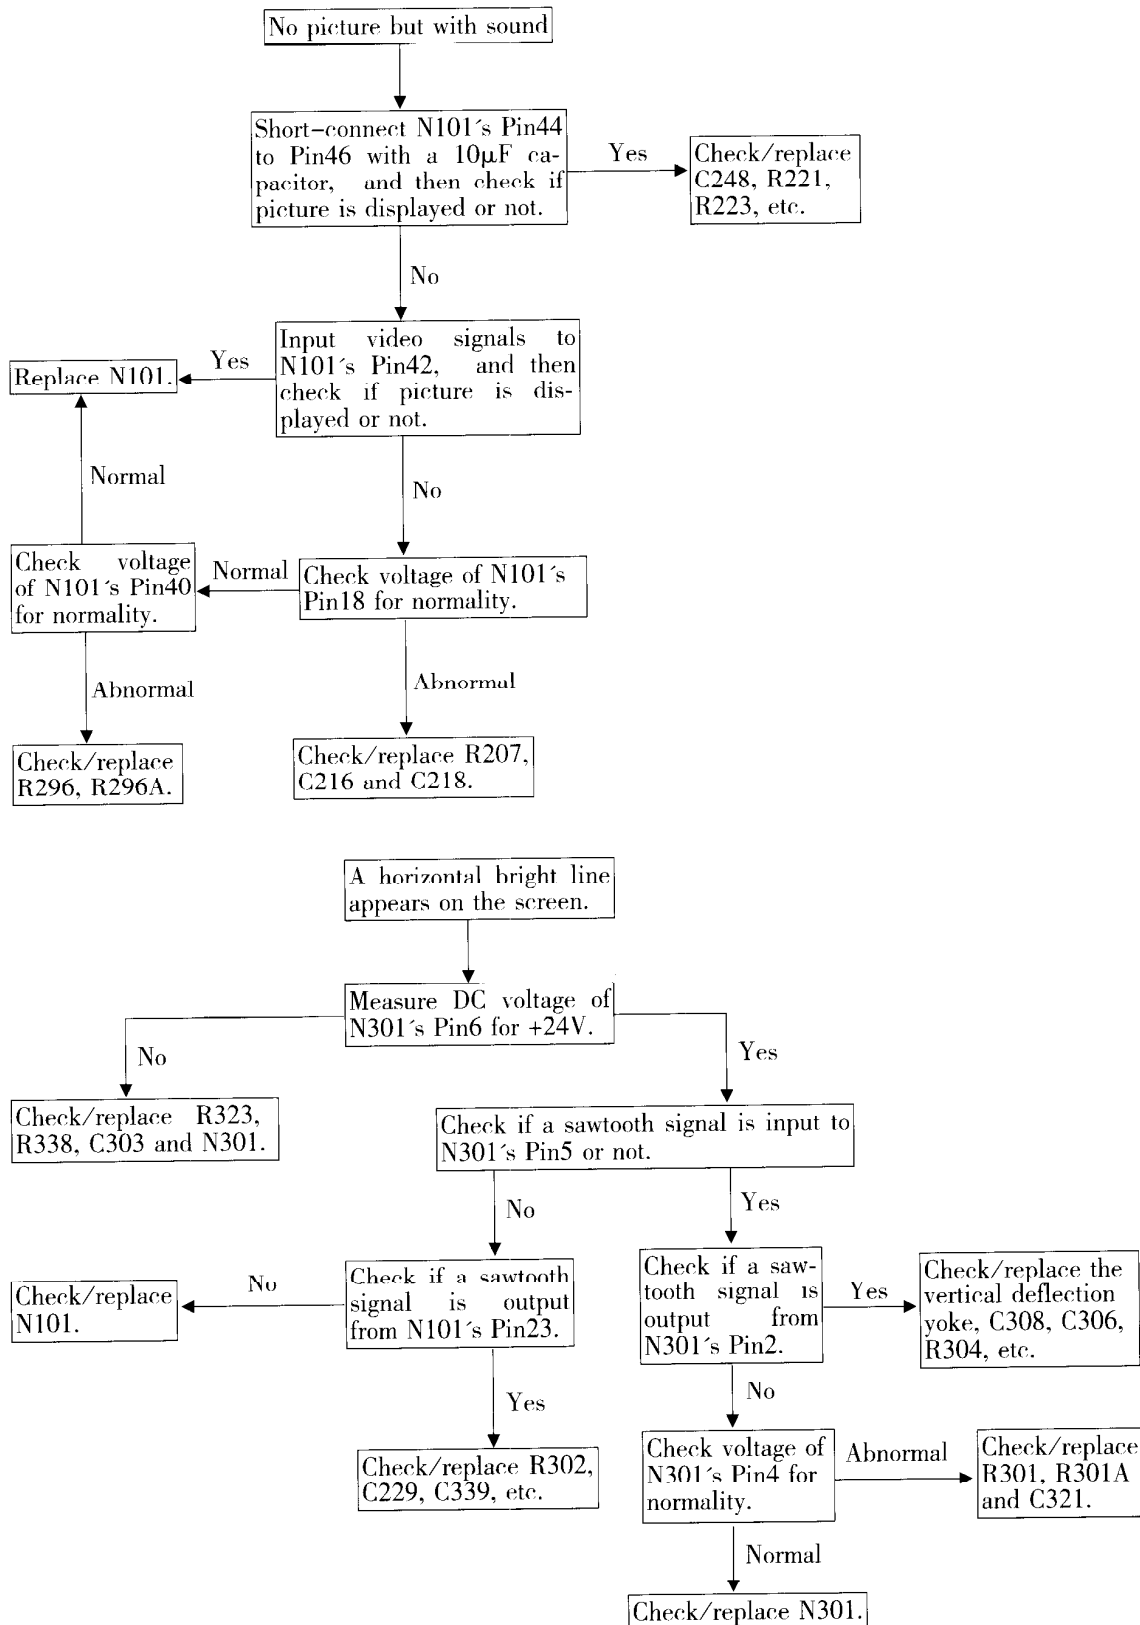 No picture but with sound
Short-connect N101´s Pin44
to Pin46 with a 10μF ca-
pacitor, and then check if
picture is displayed or not.
Yes
Check/replace
C248, R221,
R223, etc.
No
Input video signals to
N101´s Pin42, and then
check if picture is dis-
played or not.
Yes
Replace N101.
Normal
No
Check voltage
of N101´s Pin40
for normality.
Normal
Check voltage of N101´s
Pin18 for normality.
Abnormal
Abnormal
Check/replace
R296, R296A.
Check/replace R207,
C216 and C218.
A horizontal bright line
appears on the screen.
Measure DC voltage of
N301´s Pin6 for +24V.
No
Yes
Check/replace R323,
R338, C303 and N301.
Check if a sawtooth signal is input to
N301´s Pin5 or not.
No
Yes
Check/replace
N101.
No
Check if a sawtooth
signal is output
from N101´s Pin23.
Check if a saw-
tooth signal is
output from
N301´s Pin2.
Yes
Check/replace the
vertical deflection
yoke, C308, C306,
R304, etc.
Yes
No
Check/replace R302,
C229, C339, etc.
Check voltage of
N301´s Pin4 for
normality.
Abnormal
Check/replace
R301, R301A
and C321.
Normal
Check/replace N301.